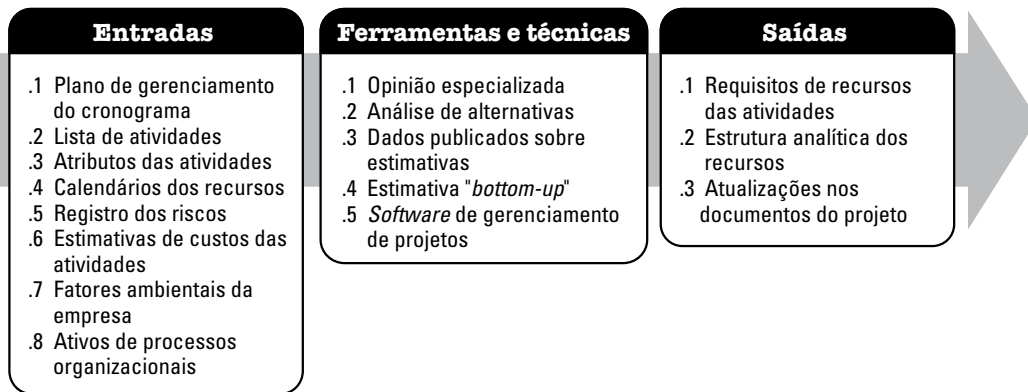 Entradas
.1 Plano de gerenciamento
do cronograma
.2 Lista de atividades
.3 Atributos das atividades
.4 Calendários dos recursos
.5 Registro dos riscos
.6 Estimativas de custos das
atividades
.7 Fatores ambientais da
empresa
.8 Ativos de processos
organizacionais
Ferramentas e técnicas
.1 Opinião especializada
.2 Análise de alternativas
.3 Dados publicados sobre
estimativas
.4 Estimativa "bottom-up"
.5 Software de gerenciamento
de projetos
Saídas
.1 Requisitos de recursos
das atividades
.2 Estrutura analítica dos
recursos
.3 Atualizações nos
documentos do projeto